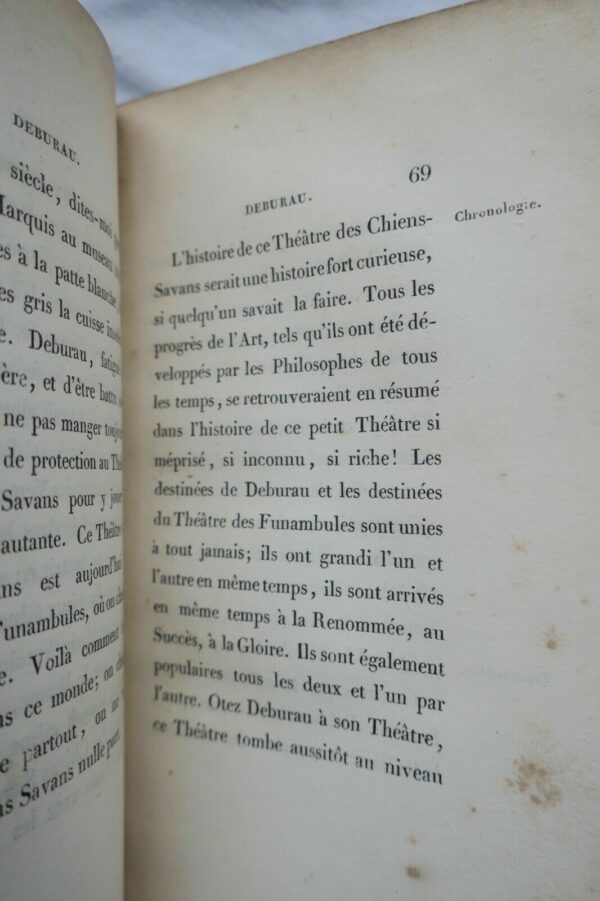 DEBURAU.
siècle, dites-moi
Marquis au museau
à la patte blanche,
gris la cuisse
Deburau,
et d'être battu
ne pas manger toujours
de protection au
Savans pour y jouer
Ce Théâtre
est aujourd'hui
où on
Voilà comment
ce monde; on
partout, on ne
Savans nulle part.
69
DEBURAU.
Chronologie.
L'histoire de ce Théâtre des Chiens-
Savans serait une histoire fort curieuse,
si quelqu'un savait la faire. Tous les
progrès de l'Art, tels qu'ils ont été dé-
veloppés par les Philosophes de tous
les temps, se retrouveraient en résumé
dans l'histoire de ce petit Théâtre si
méprisé, si inconnu, si riche! Les
destinées de Deburau et les destinées
du Théâtre des Funambules sont unies
à tout jamais; ils ont grandi l'un et
l'autre en même temps, ils sont arrivés
en même temps à la Renommée, au
Succès, à la Gloire. Ils sont également
populaires tous les deux et l'un par
l'autre. Otez Deburau à son Théâtre,
ce Théâtre tombe aussitôt au niveau